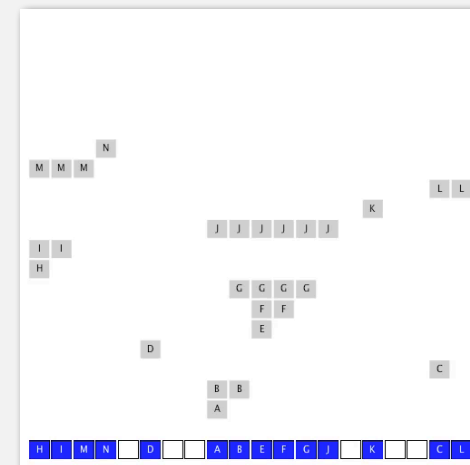 N
M M M
L L
K
J J J J J J
I I
H
G G G G
F F
E
D
C
B B
A
H I M N D A B E F G J K C L